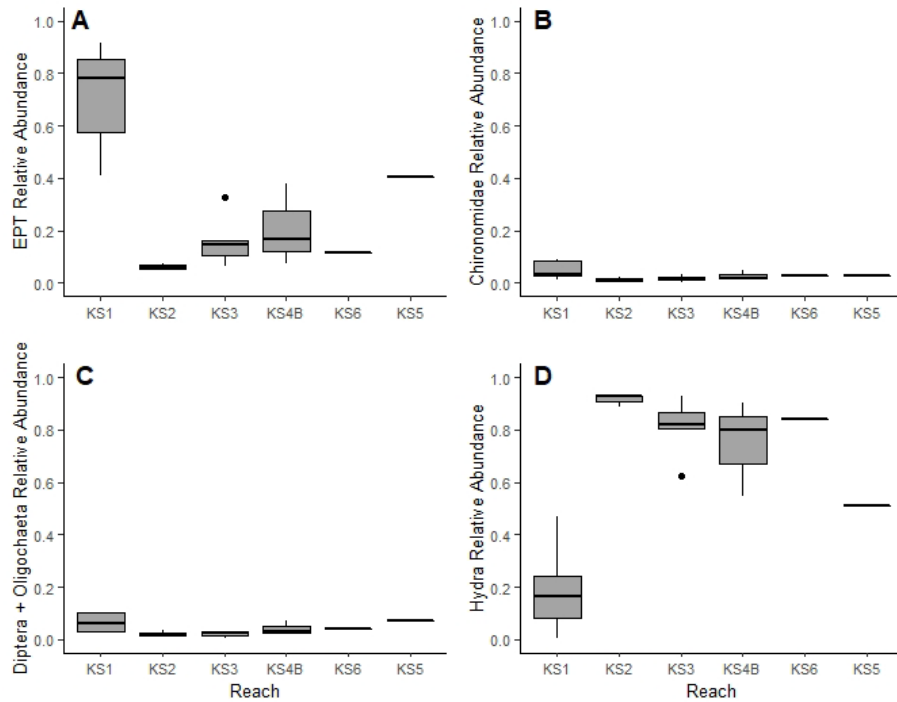 A
EPT Relative Abundance
1.0
0.8
0.6
0.4
0.2
0.0
KS1 KS2 KS3 KS4B KS6 KS5
B
Chironomidae Relative Abundance
1.0
0.8
0.6
0.4
0.2
0.0
KS1 KS2 KS3 KS4B KS6 KS5
C
Diptera + Oligochaeta Relative Abundance
1.0
0.8
0.6
0.4
0.2
0.0
KS1 KS2 KS3 KS4B KS6 KS5
Reach
D
Hydra Relative Abundance
1.0
0.8
0.6
0.4
0.2
0.0
KS1 KS2 KS3 KS4B KS6 KS5
Reach